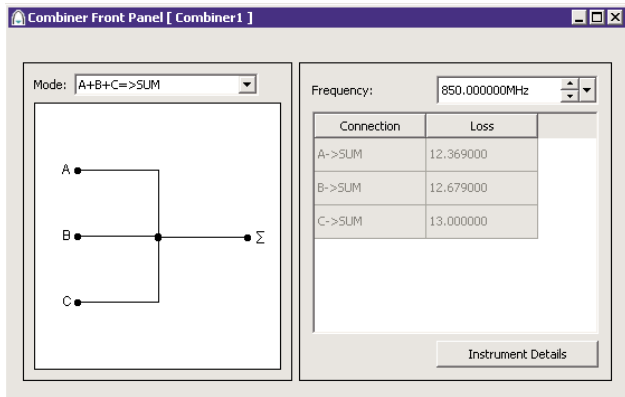 Combiner Front Panel [ Combiner1 ]
Mode: A+B+C=>SUM
A
B
C
Σ
Frequency: 850.000000MHz
Connection Loss
A->SUM 12.369000
B->SUM 12.679000
C->SUM 13.000000
Instrument Details